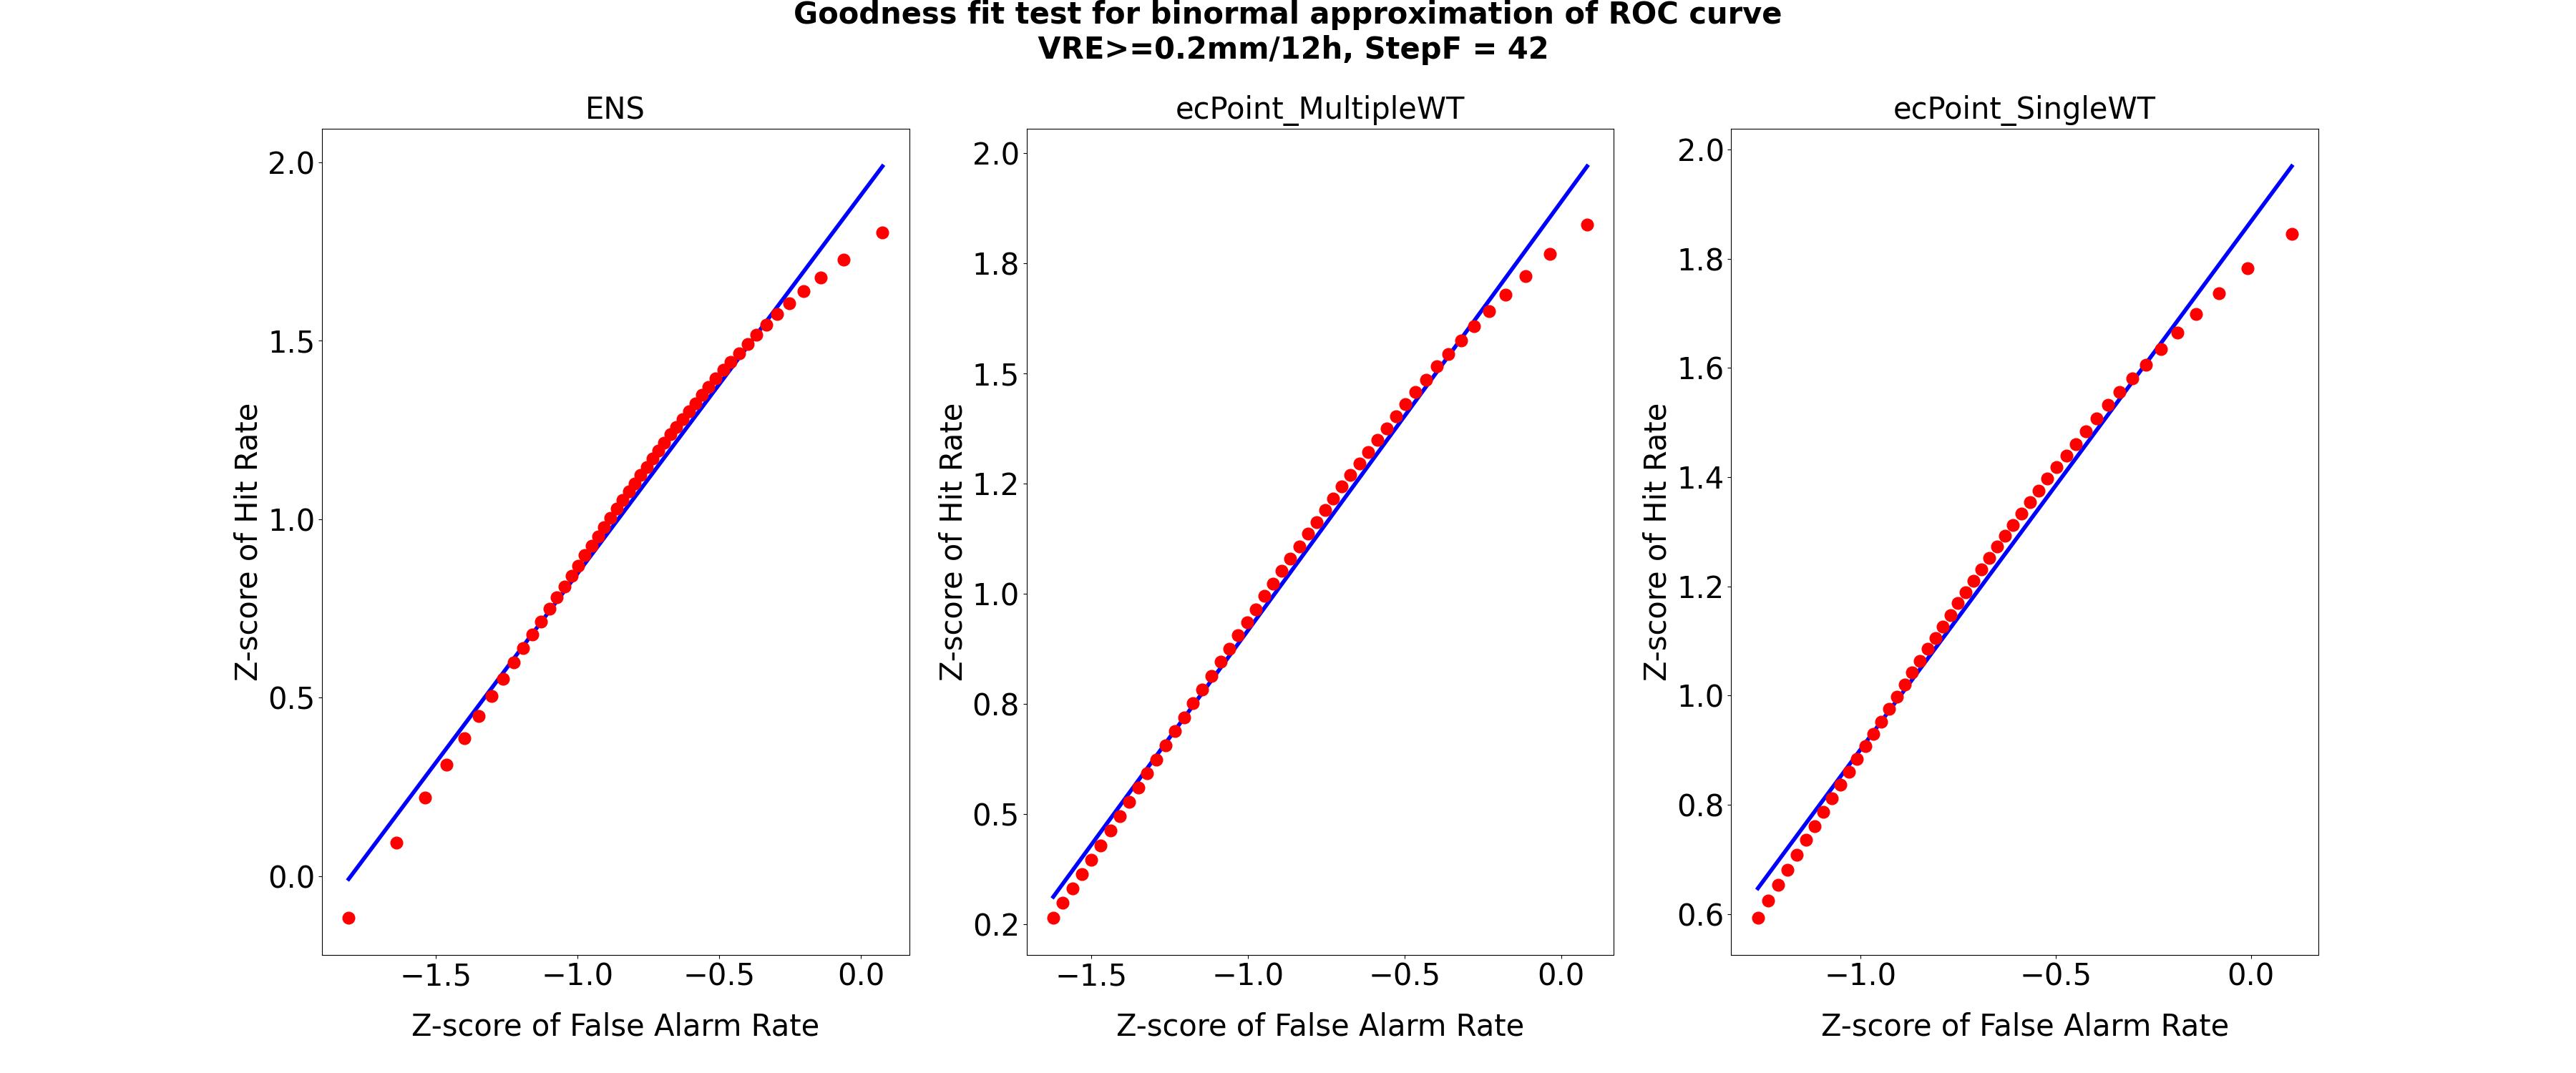 Goodness fit test for binormal approximation of ROC curve
VRE>=0.2mm/12h, StepF = 42
ENS
2.0
1.5
1.0
0.5
0.0
Z-score of Hit Rate
−1.5 −1.0 −0.5 0.0
Z-score of False Alarm Rate
ecPoint_MultipleWT
2.0
1.8
1.5
1.2
1.0
0.8
0.5
0.2
Z-score of Hit Rate
−1.5 −1.0 −0.5 0.0
Z-score of False Alarm Rate
ecPoint_SingleWT
2.0
1.8
1.6
1.4
1.2
1.0
0.8
0.6
Z-score of Hit Rate
−1.0 −0.5 0.0
Z-score of False Alarm Rate